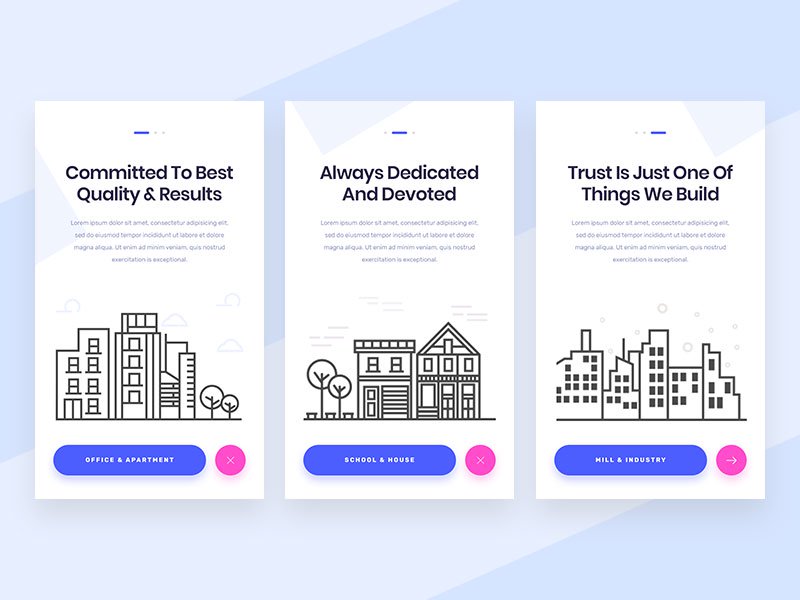 Committed To Best
Quality & Results
Lorem ipsum dolor sit amet, consectetur adipisicing elit,
sed do eiusmod tempor incididunt ut labore et dolore
magna aliqua. Ut enim ad minim veniam, quis nostrud
exercitation is exceptional.
OFFICE & APARTMENT
Always Dedicated
And Devoted
Lorem ipsum dolor sit amet, consectetur adipisicing elit,
sed do eiusmod tempor incididunt ut labore et dolore
magna aliqua. Ut enim ad minim veniam, quis nostrud
exercitation is exceptional.
SCHOOL & HOUSE
Trust Is Just One Of
Things We Build
Lorem ipsum dolor sit amet, consectetur adipisicing elit,
sed do eiusmod tempor incididunt ut labore et dolore
magna aliqua. Ut enim ad minim veniam, quis nostrud
exercitation is exceptional.
MILL & INDUSTRY